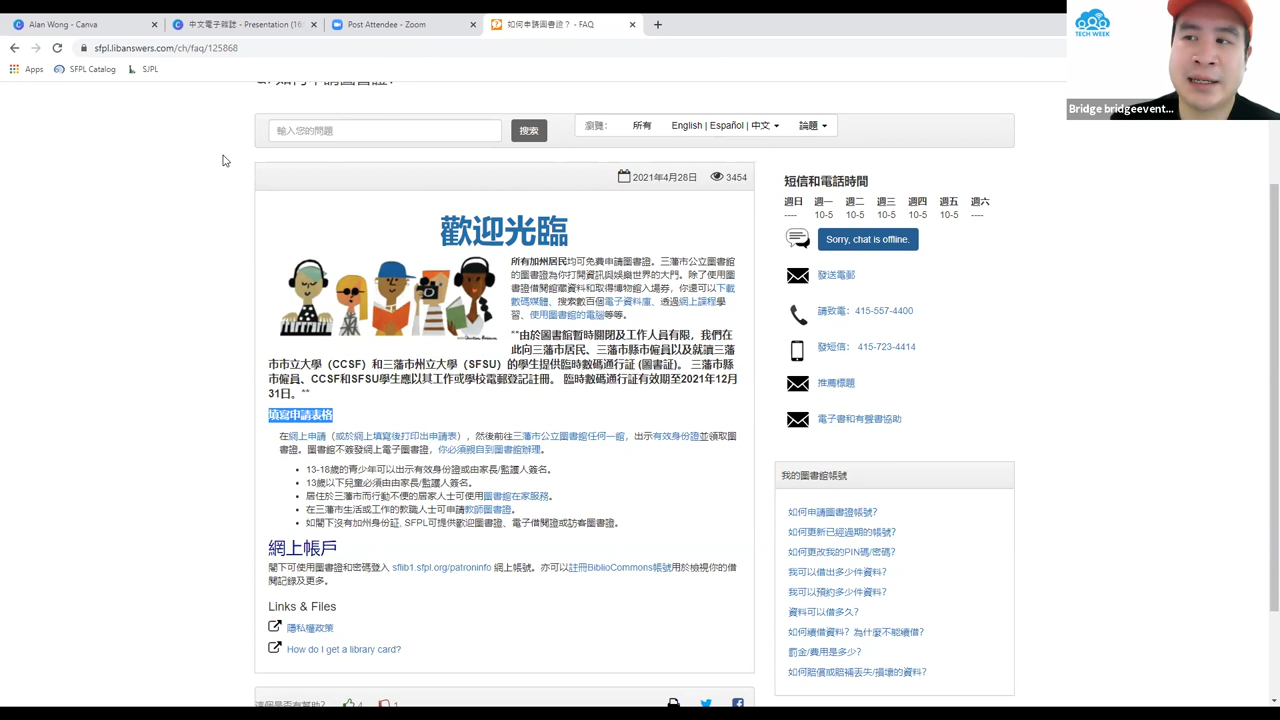 Alan Wong - Canva
中文電子雜誌 - Presentation (16:
Post Attendee - Zoom
如何申請圖書證？ - FAQ
sfpl.libanswers.com/ch/faq/125868
Apps
SFPL Catalog
SJPL
TECH WEEK
Bridge bridgeevent...
輸入您的問題
搜索
瀏覽：
所有
English | Español | 中文
論題
2021年4月28日
3454
歡迎光臨
所有加州居民均可免費申請圖書證。三藩市公立圖書館
的圖書證為你打開資訊與娛樂世界的大門。除了使用圖
書證借閱館藏資料和取得博物館入場券，你還可以下載
數碼媒體、搜索數百個電子資料庫、透過網上課程學
習、使用圖書館的電腦等等。
**由於圖書館暫時關閉及工作人員有限，我們在
此向三藩市居民、三藩市縣市僱員以及就讀三藩
市市立大學（CCSF）和三藩市州立大學（SFSU）的學生提供臨時數碼通行証 (圖書証)。 三藩市縣
市僱員、CCSF和SFSU學生應以其工作或學校電郵登記註冊。 臨時數碼通行証有效期至2021年12月
31日。**
填寫申請表格
在網上申請（或於網上填寫後打印出申請表），然後前往三藩市公立圖書館任何一館，出示有效身份證並領取圖
書證。圖書館不簽發網上電子圖書證，你必須親自到圖書館辦理。
13-18歲的青少年可以出示有效身份證或由家長/監護人簽名。
13歲以下兒童必須由由家長/監護人簽名。
居住於三藩市而行動不便的居家人士可使用圖書館在家服務。
在三藩市生活或工作的教職人士可申請教師圖書證。
如閣下沒有加州身份証, SFPL可提供歡迎圖書證、電子借閱證或訪客圖書證。
網上帳戶
閣下可使用圖書證和密碼登入 sflib1.sfpl.org/patroninfo 網上帳號。亦可以註冊BiblioCommons帳號用於檢視你的借
閱記錄及更多。
Links & Files
隱私權政策
How do I get a library card?
4
1
短信和電話時間
週日 週一 週二 週三 週四 週五 週六
---- 10-5 10-5 10-5 10-5 10-5 ----
Sorry, chat is offline.
發送電郵
請致電：415-557-4400
發短信： 415-723-4414
推薦標題
電子書和有聲書協助
我的圖書館帳號
如何申請圖書證帳號?
如何更新已經過期的帳號?
如何更改我的PIN碼/密碼?
我可以借出多少件資料?
我可以預約多少件資料?
資料可以借多久?
如何續借資料? 為什麼不能續借?
罰金/費用是多少?
如何賠償或賠補丟失/損壞的資料?